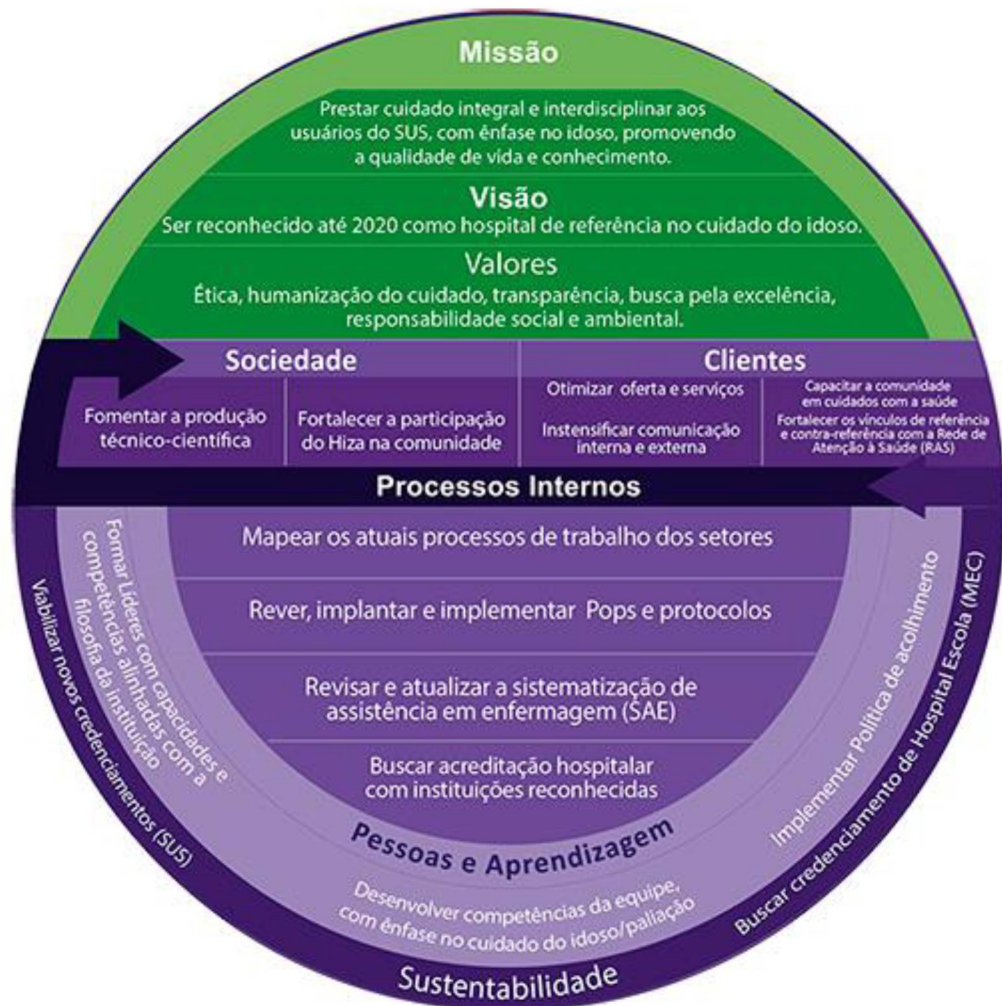 Missão
Prestar cuidado integral e interdisciplinar aos
usuários do SUS, com ênfase no idoso, promovendo
a qualidade de vida e conhecimento.
Visão
Ser reconhecido até 2020 como hospital de referência no cuidado do idoso.
Valores
Ética, humanização do cuidado, transparência, busca pela excelência,
responsabilidade social e ambiental.
Sociedade
Fomentar a produção
técnico-científica
Fortalecer a participação
do Hiza na comunidade
Clientes
Otimizar oferta e serviços
Instensificar comunicação
interna e externa
Capacitar a comunidade
em cuidados com a saúde
Fortalecer os vínculos de referência
e contra-referência com a Rede de
Atenção à Saúde (RAS)
Processos Internos
Mapear os atuais processos de trabalho dos setores
Rever, implantar e implementar Pops e protocolos
Revisar e atualizar a sistematização de
assistência em enfermagem (SAE)
Buscar acreditação hospitalar
com instituições reconhecidas
Pessoas e Aprendizagem
Formar Líderes com capacidades e
competências alinhadas com a
filosofia da instituição
Desenvolver competências da equipe,
com ênfase no cuidado do idoso/paliação
Implementar Política de acolhimento
Viabilizar novos credenciamentos (SUS)
Sustentabilidade
Buscar credenciamento de Hospital Escola (MEC)